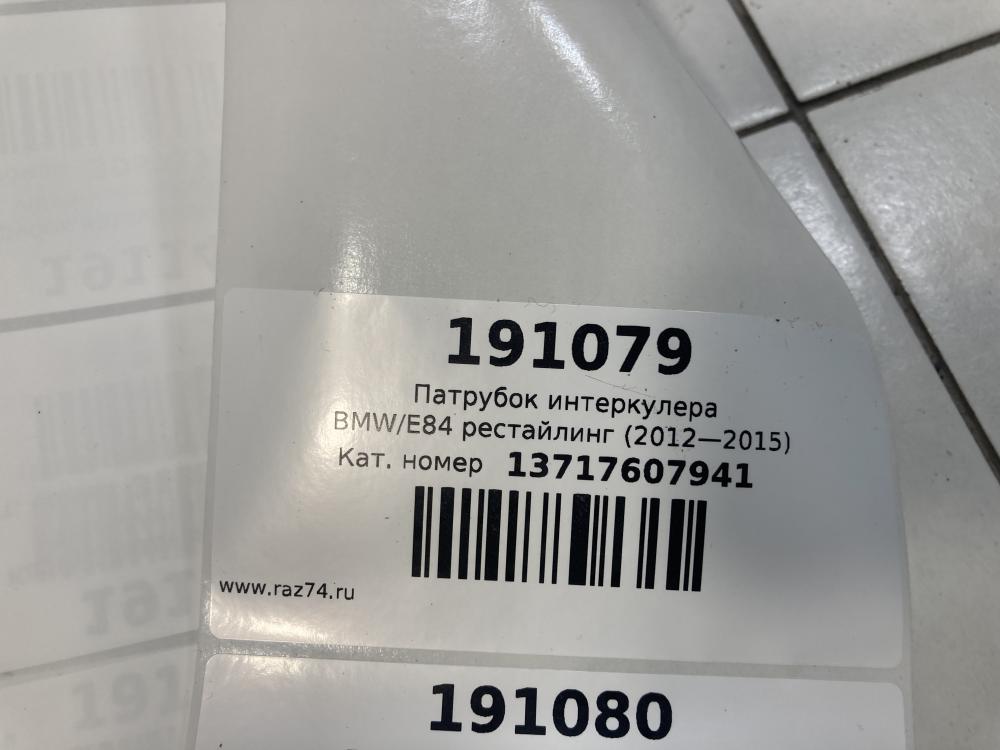 191079
Патрубок интеркулера
BMW/E84 рестайлинг (2012—2015)
Кат. номер 13717607941
www.raz74.ru
191080